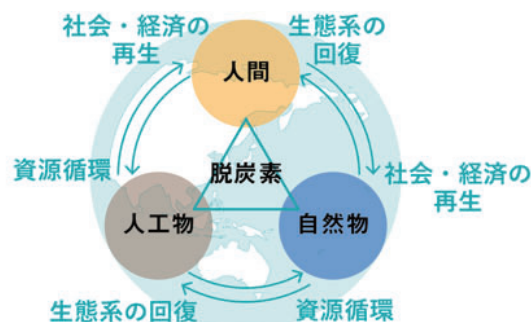 社会・経済の
再生
生態系の
回復
人間
資源循環
脱炭素
社会・経済の
再生
人工物
自然物
生態系の回復
資源循環